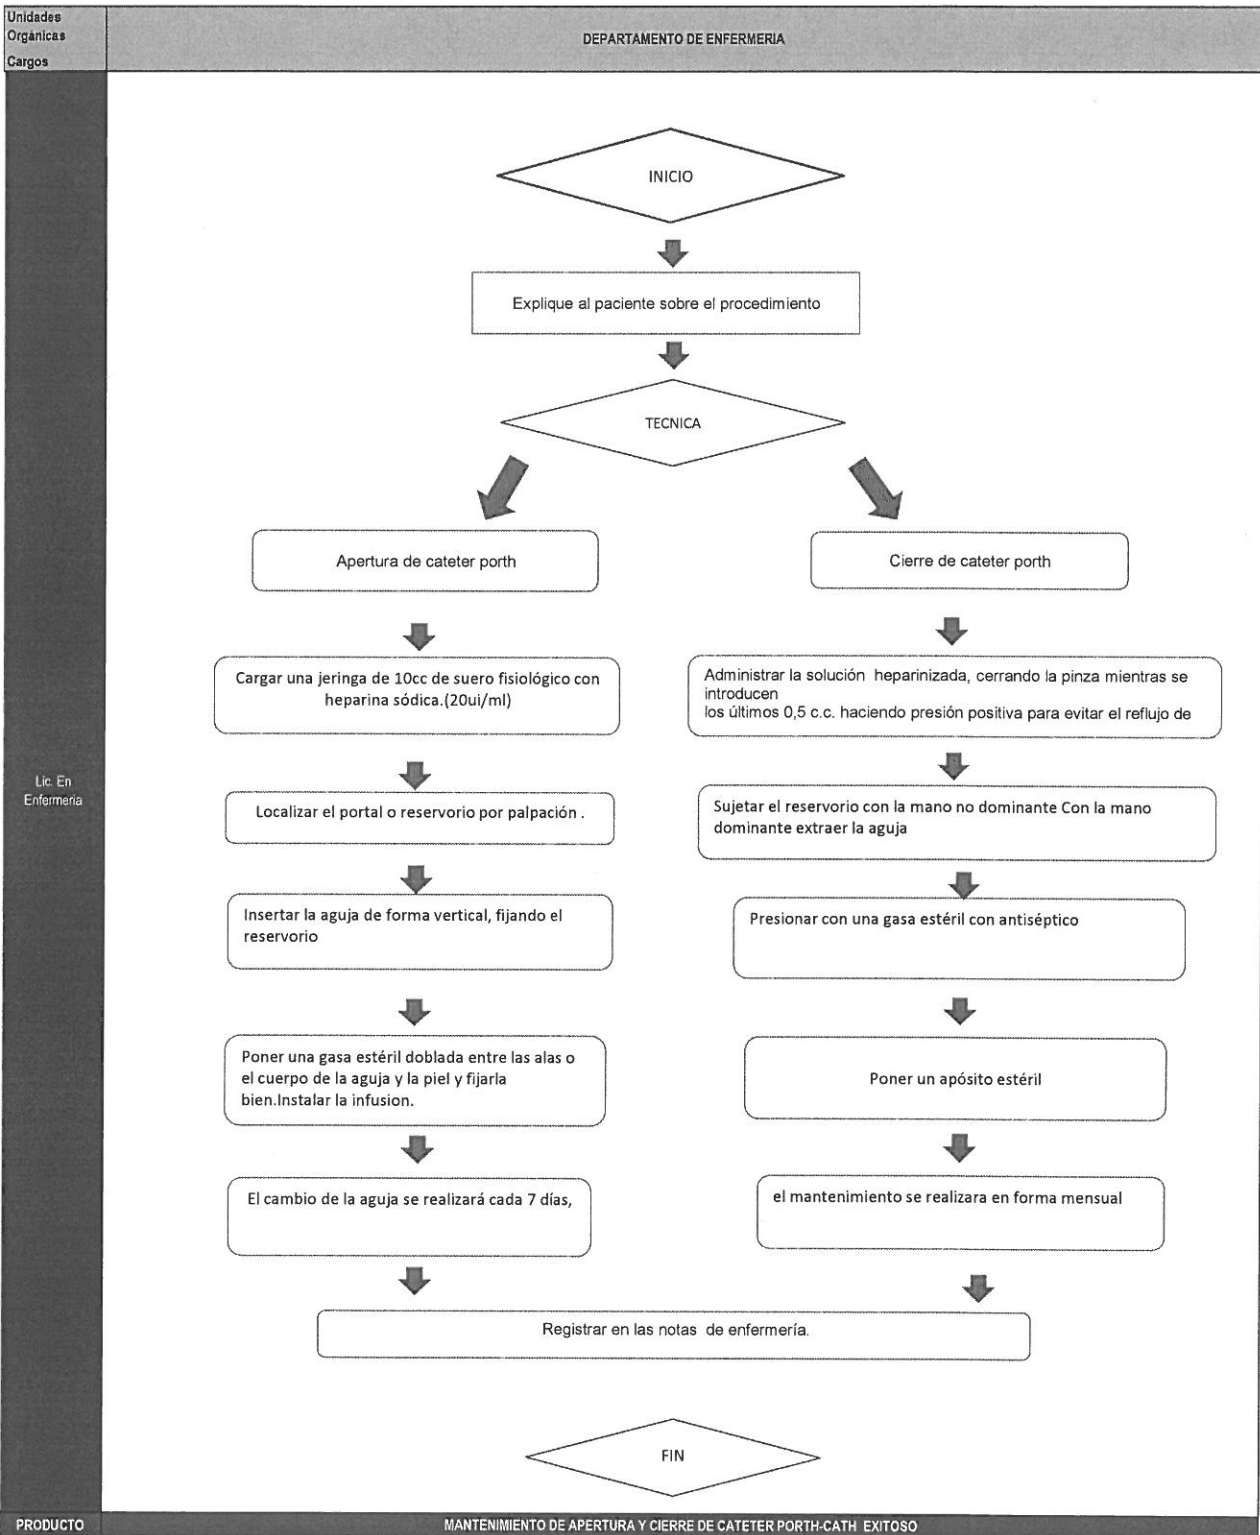 Unidades
Orgánicas
Cargos
DEPARTAMENTO DE ENFERMERIA
INICIO
Explique al paciente sobre el procedimiento
TECNICA
Apertura de cateter porth
Cargar una jeringa de 10cc de suero fisiológico con
heparina sódica.(20ui/ml)
Localizar el portal o reservorio por palpación .
Insertar la aguja de forma vertical, fijando el
reservorio
Poner una gasa estéril doblada entre las alas o
el cuerpo de la aguja y la piel y fijarla
bien.Instalar la infusion.
El cambio de la aguja se realizará cada 7 días,
Cierre de cateter porth
Administrar la solución heparinizada, cerrando la pinza mientras se
introducen
los últimos 0,5 c.c. haciendo presión positiva para evitar el reflujo de
Sujetar el reservorio con la mano no dominante Con la mano
dominante extraer la aguja
Presionar con una gasa estéril con antiséptico
Poner un apósito estéril
el mantenimiento se realizara en forma mensual
Registrar en las notas de enfermería.
FIN
Lic. En
Enfermeria
PRODUCTO
MANTENIMIENTO DE APERTURA Y CIERRE DE CATETER PORTH-CATH EXITOSO